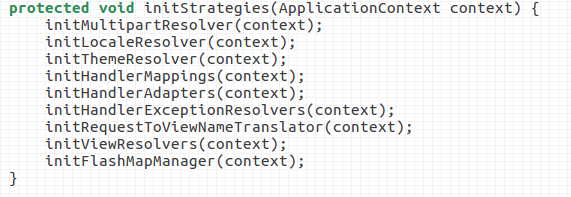 protected void initStrategies(ApplicationContext context) {
    initMultipartResolver(context);
    initLocaleResolver(context);
    initThemeResolver(context);
    initHandlerMappings(context);
    initHandlerAdapters(context);
    initHandlerExceptionResolvers(context);
    initRequestToViewNameTranslator(context);
    initViewResolvers(context);
    initFlashMapManager(context);
}